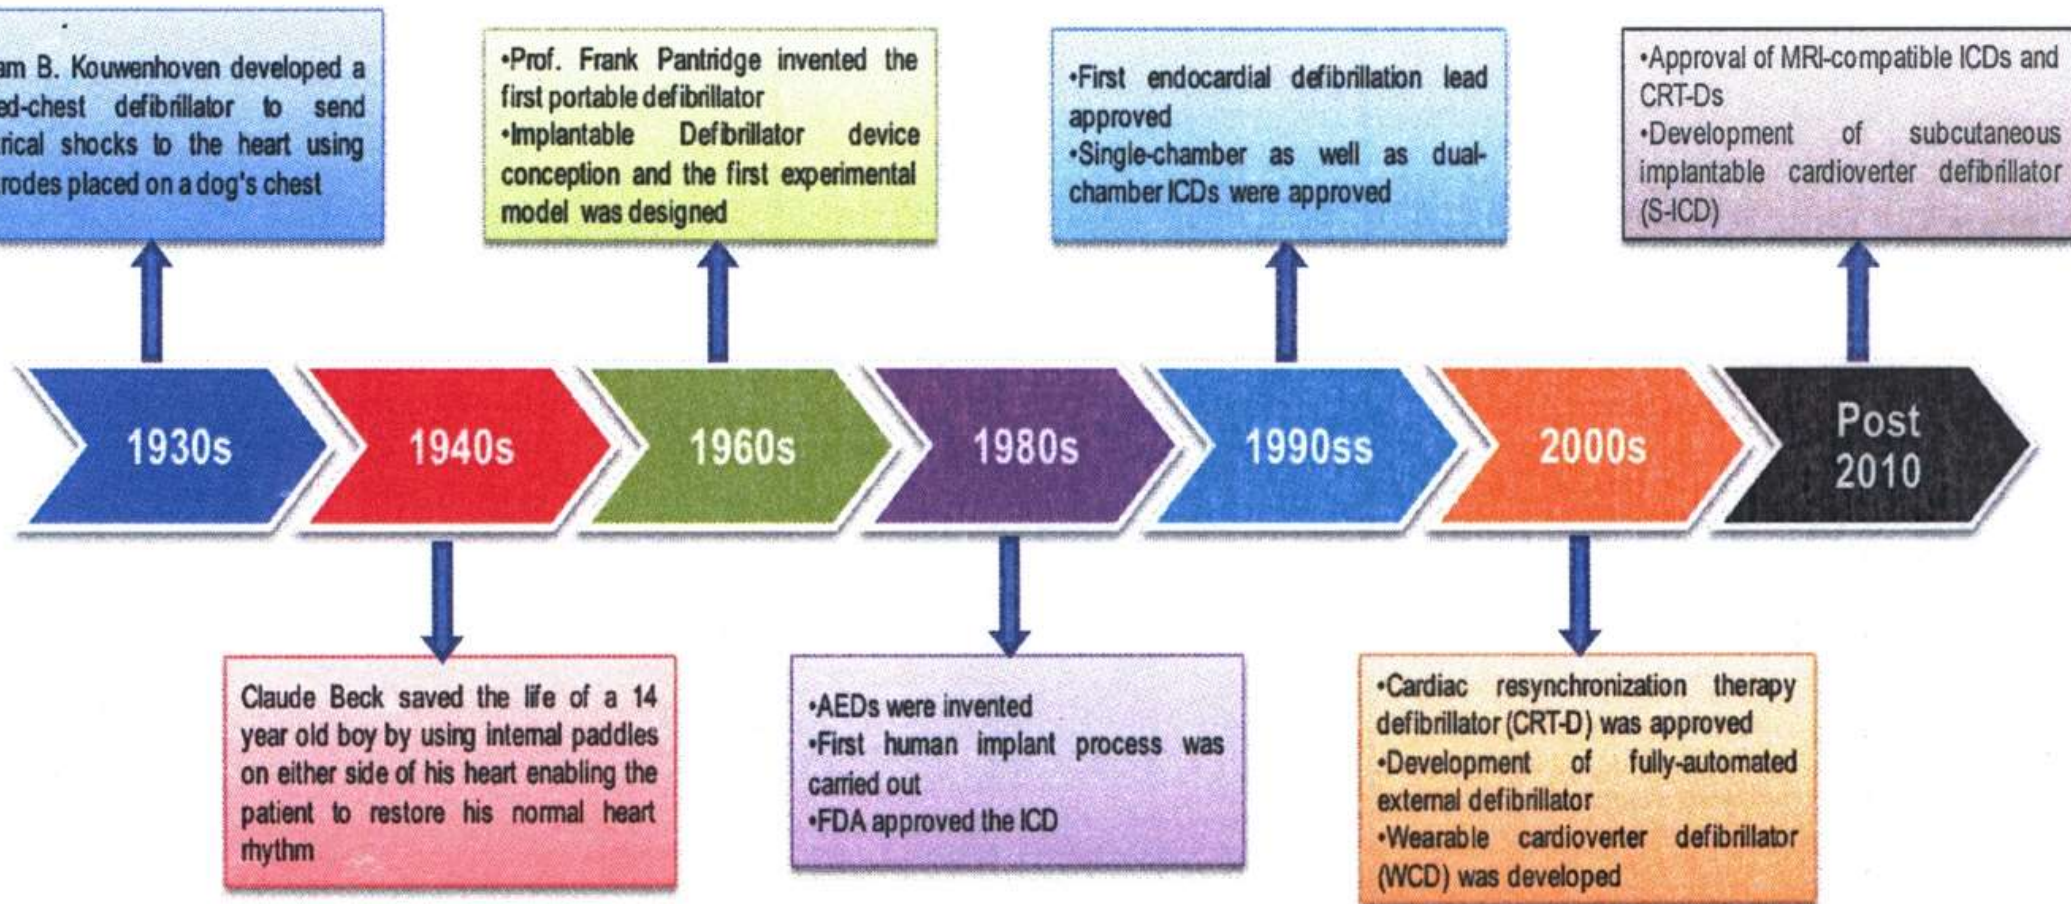 am B. Kouwenhoven developed a
ed-chest defibrillator to send
rical shocks to the heart using
rodes placed on a dog's chest
•Prof. Frank Pantridge invented the
first portable defibrillator
•Implantable Defibrillator device
conception and the first experimental
model was designed
•First endocardial defibrillation lead
approved
•Single-chamber as well as dual-
chamber ICDs were approved
•Approval of MRI-compatible ICDs and
CRT-Ds
•Development of subcutaneous
implantable cardioverter defibrillator
(S-ICD)
1930s
1940s
1960s
1980s
1990ss
2000s
Post
2010
Claude Beck saved the life of a 14
year old boy by using internal paddles
on either side of his heart enabling the
patient to restore his normal heart
rhythm
•AEDs were invented
•First human implant process was
carried out
•FDA approved the ICD
•Cardiac resynchronization therapy
defibrillator (CRT-D) was approved
•Development of fully-automated
external defibrillator
•Wearable cardioverter defibrillator
(WCD) was developed